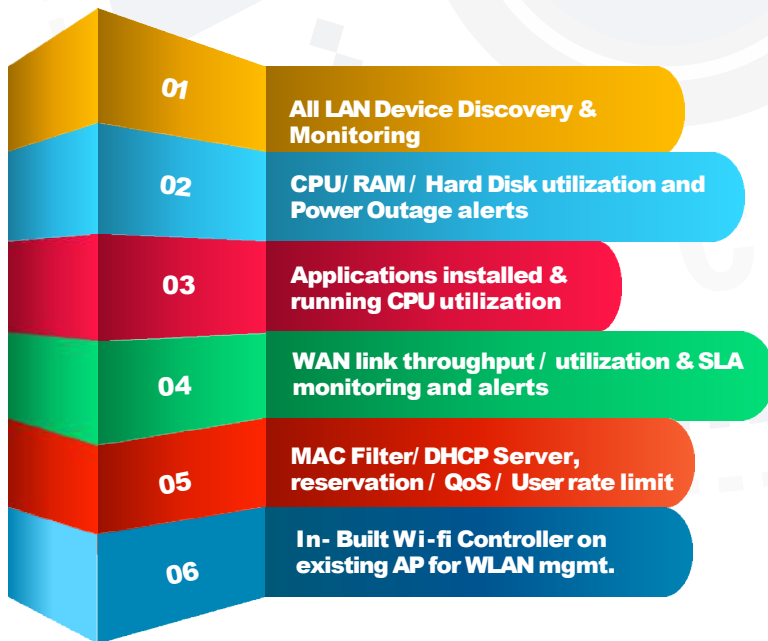 01
All LAN Device Discovery &
Monitoring
02
CPU/ RAM / Hard Disk utilization and
Power Outage alerts
03
Applications installed &
running CPU utilization
04
WAN link throughput / utilization & SLA
monitoring and alerts
05
MAC Filter/ DHCP Server,
reservation / QoS / User rate limit
06
In- Built Wi-fi Controller on
existing AP for WLAN mgmt.